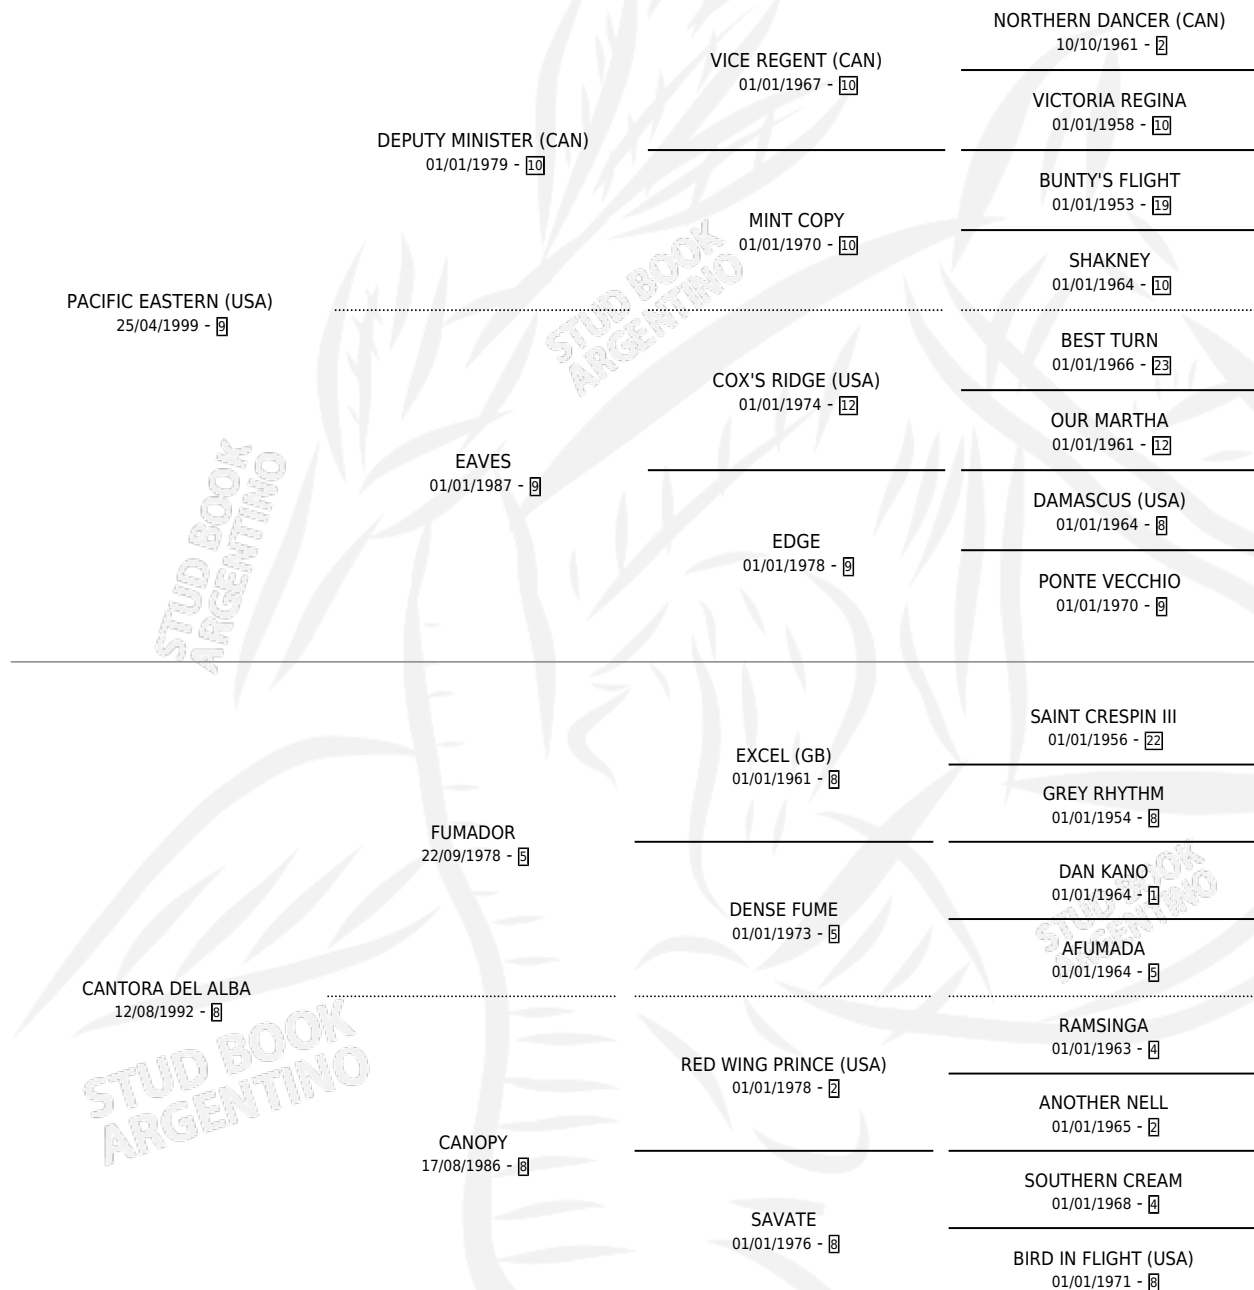 NORTHERN DANCER (CAN)
10/10/1961 - 2
VICE REGENT (CAN)
01/01/1967 - 10
VICTORIA REGINA
01/01/1958 - 10
DEPUTY MINISTER (CAN)
01/01/1979 - 10
BUNTY'S FLIGHT
01/01/1953 - 19
MINT COPY
01/01/1970 - 10
SHAKNEY
01/01/1964 - 10
PACIFIC EASTERN (USA)
25/04/1999 - 9
BEST TURN
01/01/1966 - 23
COX'S RIDGE (USA)
01/01/1974 - 12
OUR MARTHA
01/01/1961 - 12
EAVES
01/01/1987 - 9
DAMASCUS (USA)
01/01/1964 - 8
EDGE
01/01/1978 - 9
PONTE VECCHIO
01/01/1970 - 9
SAINT CRESPIN III
01/01/1956 - 22
EXCEL (GB)
01/01/1961 - 8
GREY RHYTHM
01/01/1954 - 8
FUMADOR
22/09/1978 - 5
DAN KANO
01/01/1964 - 1
DENSE FUME
01/01/1973 - 5
AFUMADA
01/01/1964 - 5
CANTORA DEL ALBA
12/08/1992 - 8
RAMSINGA
01/01/1963 - 4
RED WING PRINCE (USA)
01/01/1978 - 2
ANOTHER NELL
01/01/1965 - 2
CANOPY
17/08/1986 - 8
SOUTHERN CREAM
01/01/1968 - 4
SAVATE
01/01/1976 - 8
BIRD IN FLIGHT (USA)
01/01/1971 - 8
STUD BOOK
ARGENTINO
STUD BOOK
ARGENTINO
STUD BOOK
ARGENTINO
STUD BOOK
ARGENTINO